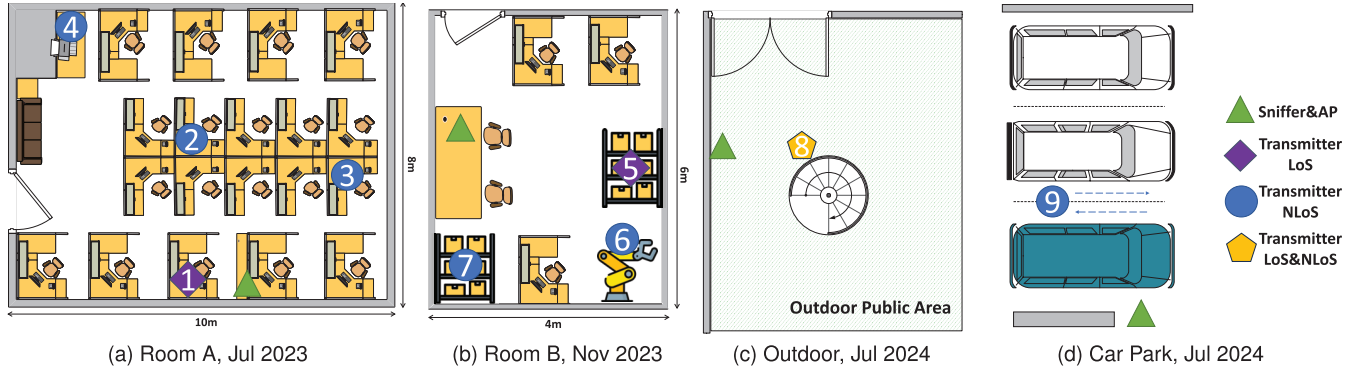 4
2
3
1
8m
10m
(a) Room A, Jul 2023
5
6
7
6m
4m
(b) Room B, Nov 2023
8
Outdoor Public Area
(c) Outdoor, Jul 2024
9
(d) Car Park, Jul 2024
Sniffer&AP
Transmitter
LoS
Transmitter
NLoS
Transmitter
LoS&NLoS